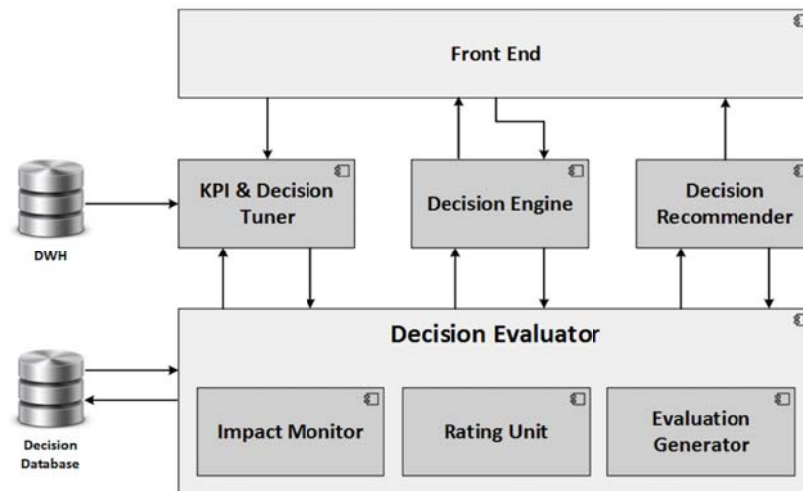 Front End
KPI & Decision
Tuner
Decision Engine
Decision
Recommender
DWH
Decision Evaluator
Impact Monitor
Rating Unit
Evaluation
Generator
Decision
Database